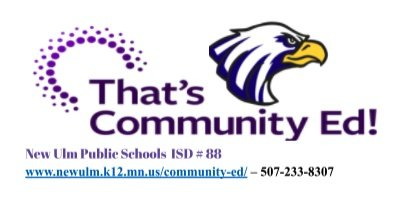 That's
Community Ed!
New Ulm Public Schools ISD # 88
www.newulm.k12.mn.us/community-ed/ – 507-233-8307